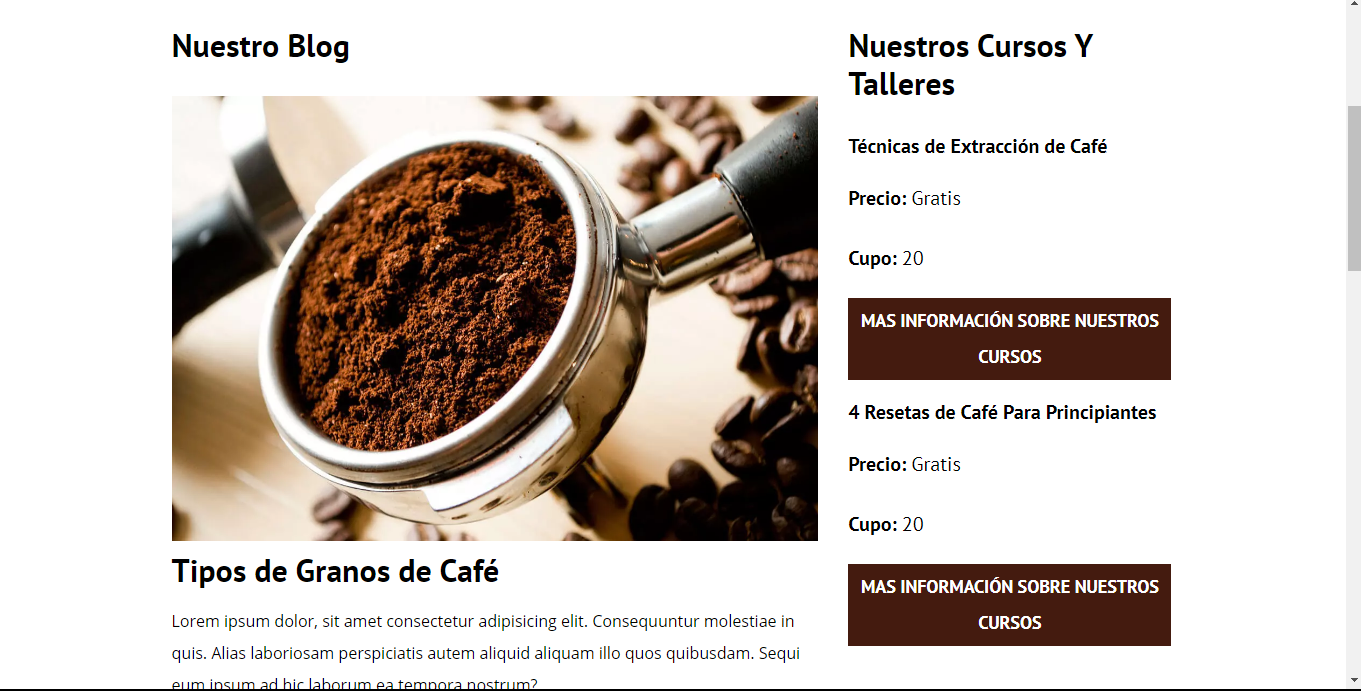 Nuestro Blog
Tipos de Granos de Café
Lorem ipsum dolor, sit amet consectetur adipisicing elit. Consequuntur molestiae in
quis. Alias laboriosam perspiciatis autem aliquid aliquam illo quos quibusdam. Sequi
eum ipsum ad hic laborum ea tempora nostrum?
Nuestros Cursos Y
Talleres
Técnicas de Extracción de Café
Precio: Gratis
Cupo: 20
MAS INFORMACIÓN SOBRE NUESTROS
CURSOS
4 Resetas de Café Para Principiantes
Precio: Gratis
Cupo: 20
MAS INFORMACIÓN SOBRE NUESTROS
CURSOS